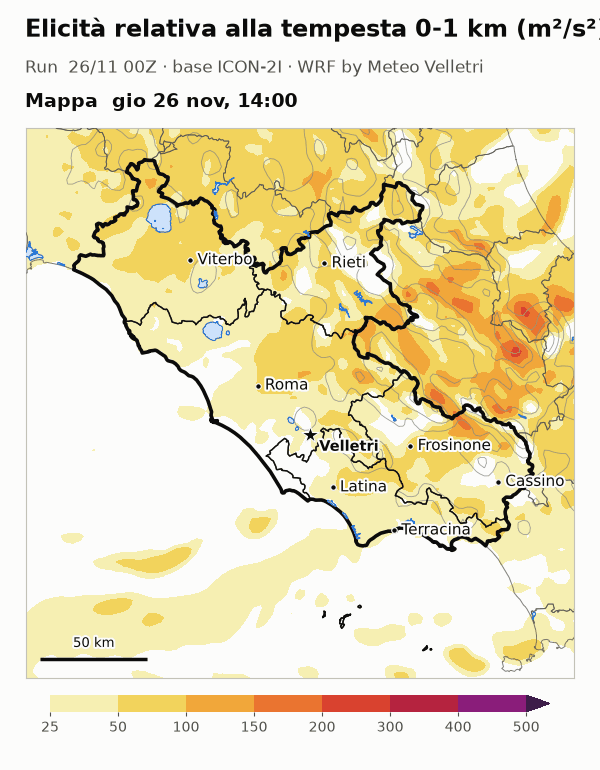 Elicità relativa alla tempesta 0-1 km (m²/s²)
Run  26/11 00Z · base ICON-2I · WRF by Meteo Velletri
Mappa  gio 26 nov, 14:00
Viterbo
Rieti
Roma
Velletri
Frosinone
Cassino
Latina
Terracina
50 km
25 50 100 150 200 300 400 500